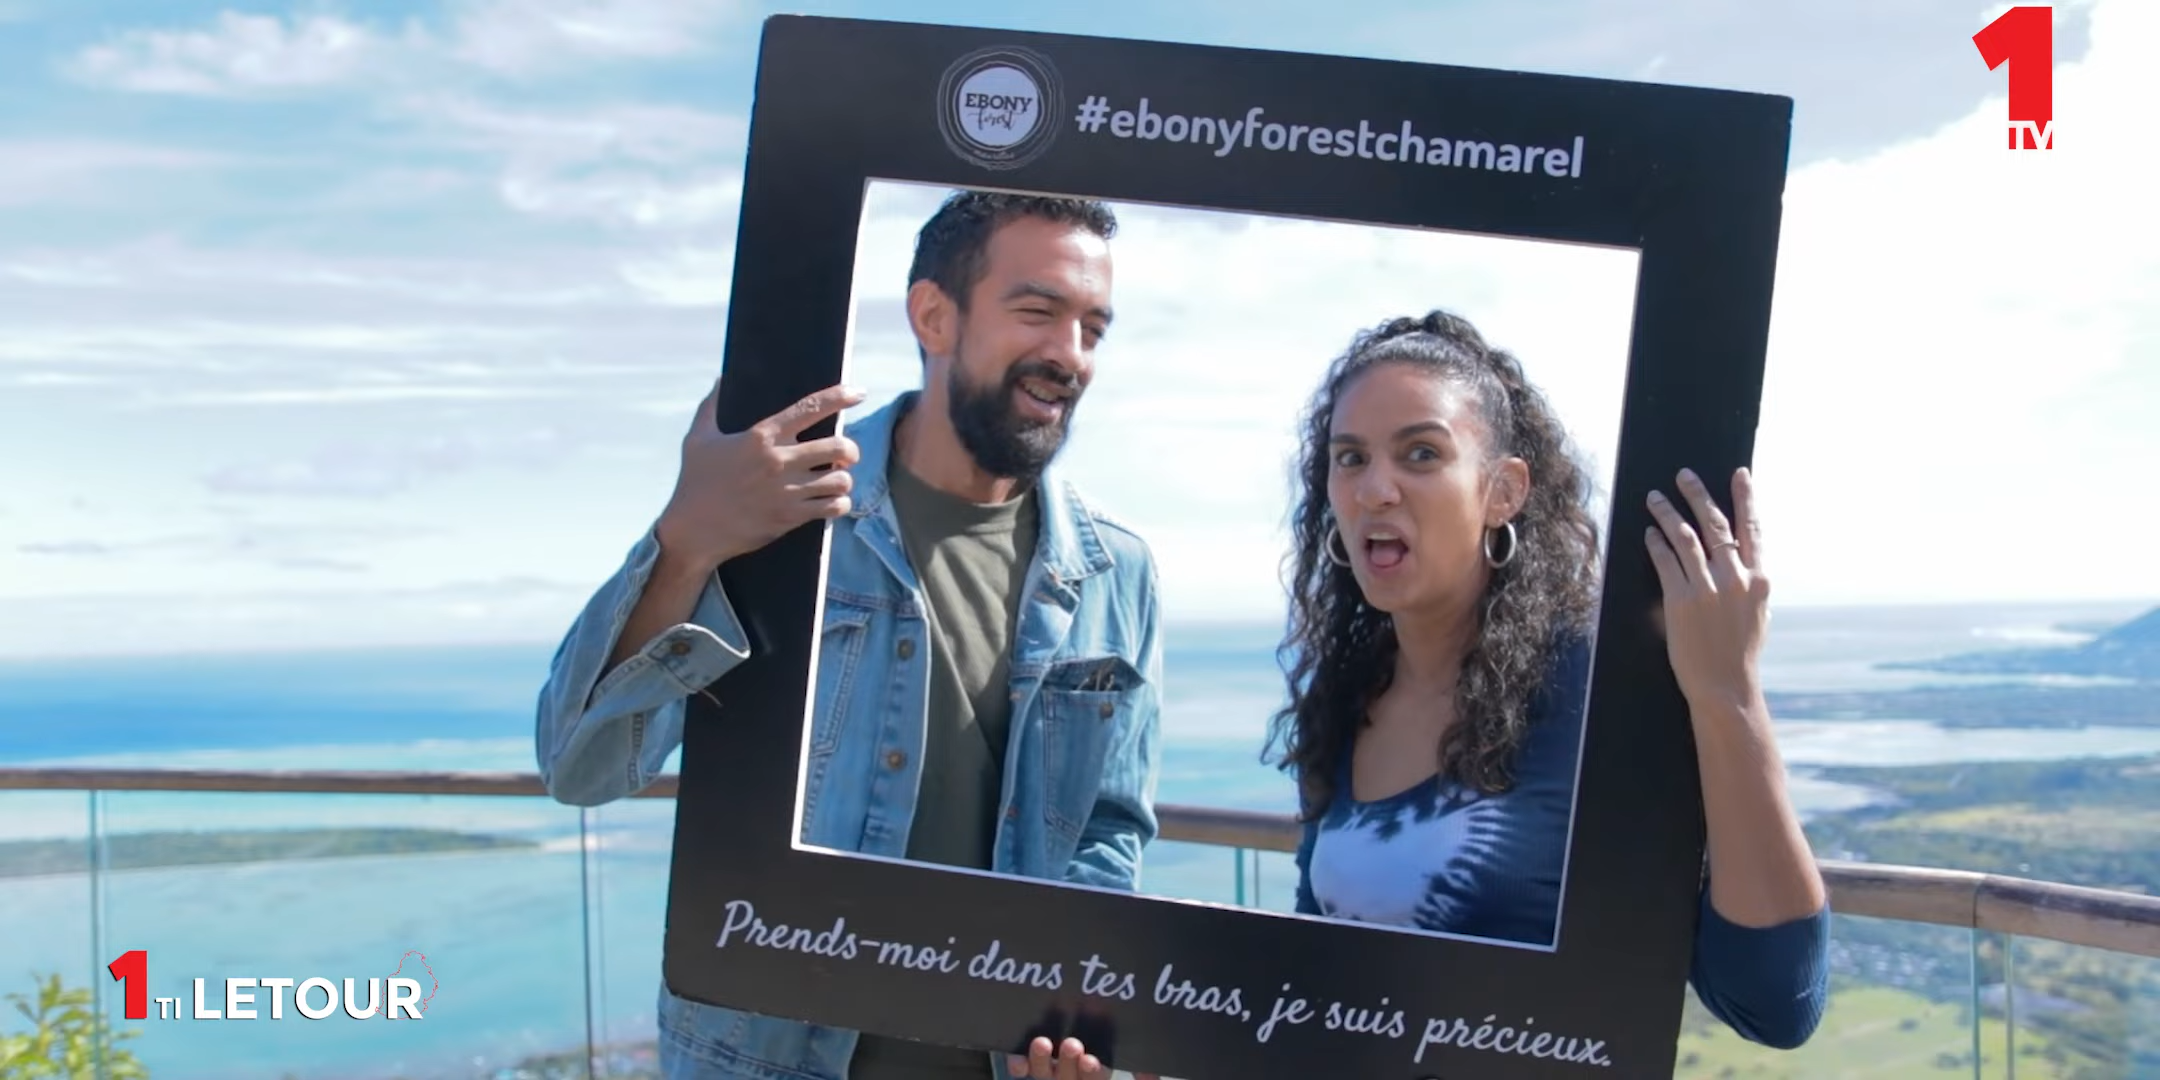 EBONY
forest
#ebonyforestchamarel
1
TV
Prends-moi dans tes bras, je suis précieux.
1 TI LETOUR